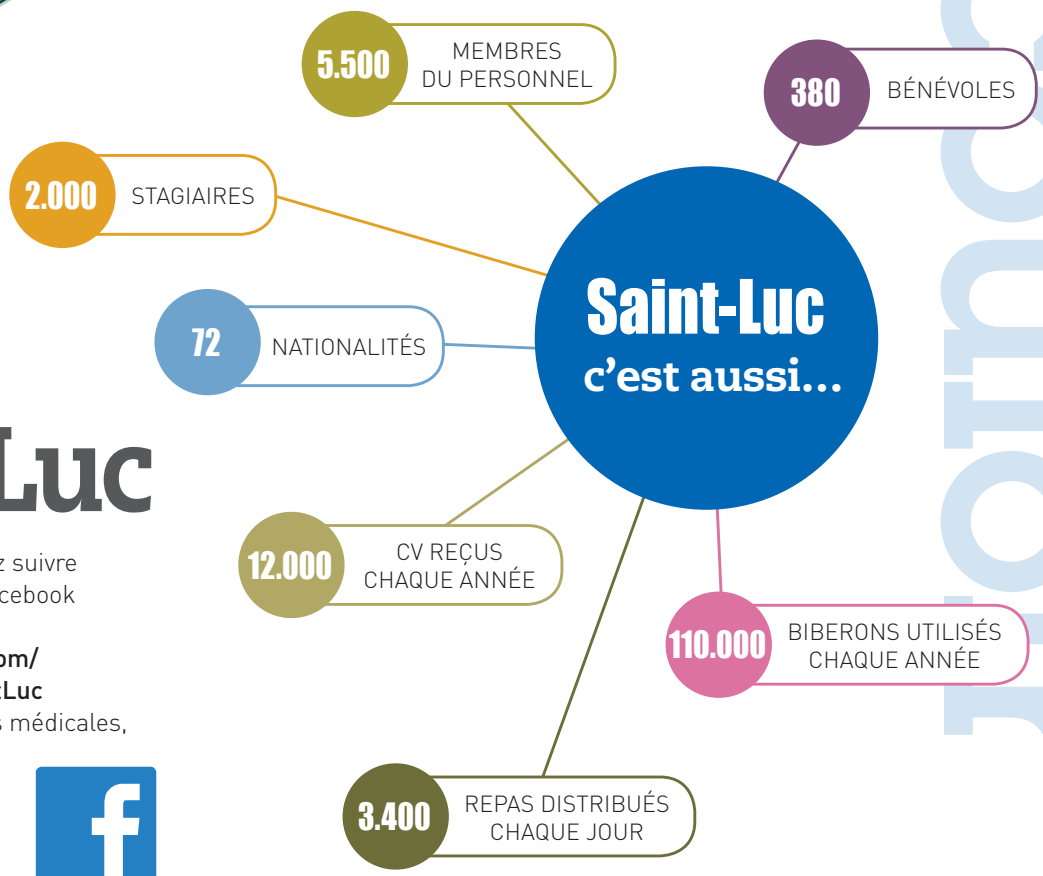 5.500
MEMBRES
DU PERSONNEL
380
BÉNÉVOLES
2.000
STAGIAIRES
72
NATIONALITÉS
Saint-Luc
c'est aussi...
12.000
CV REÇUS
CHAQUE ANNÉE
110.000
BIBERONS UTILISÉS
CHAQUE ANNÉE
3.400
REPAS DISTRIBUÉS
CHAQUE JOUR
Luc
z suivre
cebook
om/
Luc
s médicales,
f